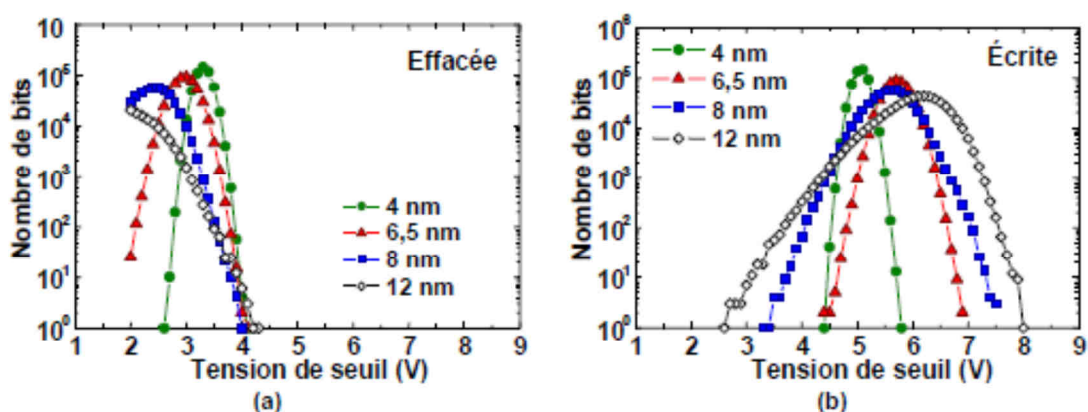 Nombre de bits
10
10⁶
10⁵
10⁴
10³
10²
10¹
10⁰
Effacée
4 nm
6,5 nm
8 nm
12 nm
1 2 3 4 5 6 7 8 9
Tension de seuil (V)
(a)
Nombre de bits
10⁶
10⁵
10⁴
10³
10²
10¹
10⁰
4 nm
6,5 nm
8 nm
12 nm
Écrite
1 2 3 4 5 6 7 8 9
Tension de seuil (V)
(b)